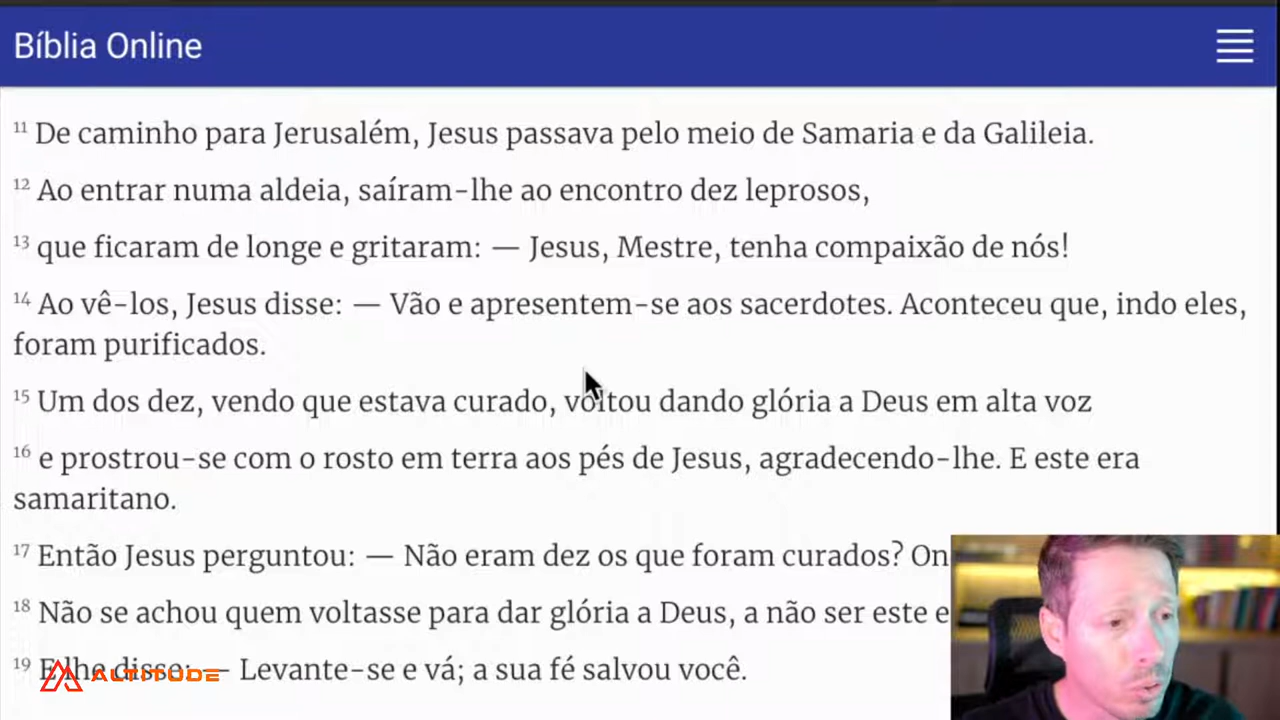 Bíblia Online
11 De caminho para Jerusalém, Jesus passava pelo meio de Samaria e da Galileia.
12 Ao entrar numa aldeia, saíram-lhe ao encontro dez leprosos,
13 que ficaram de longe e gritaram: — Jesus, Mestre, tenha compaixão de nós!
14 Ao vê-los, Jesus disse: — Vão e apresentem-se aos sacerdotes. Aconteceu que, indo eles,
foram purificados.
15 Um dos dez, vendo que estava curado, voltou dando glória a Deus em alta voz
16 e prostrou-se com o rosto em terra aos pés de Jesus, agradecendo-lhe. E este era
samaritano.
17 Então Jesus perguntou: — Não eram dez os que foram curados? On
18 Não se achou quem voltasse para dar glória a Deus, a não ser este e
19 E lhe disse: — Levante-se e vá; a sua fé salvou você.
ALTITUDE